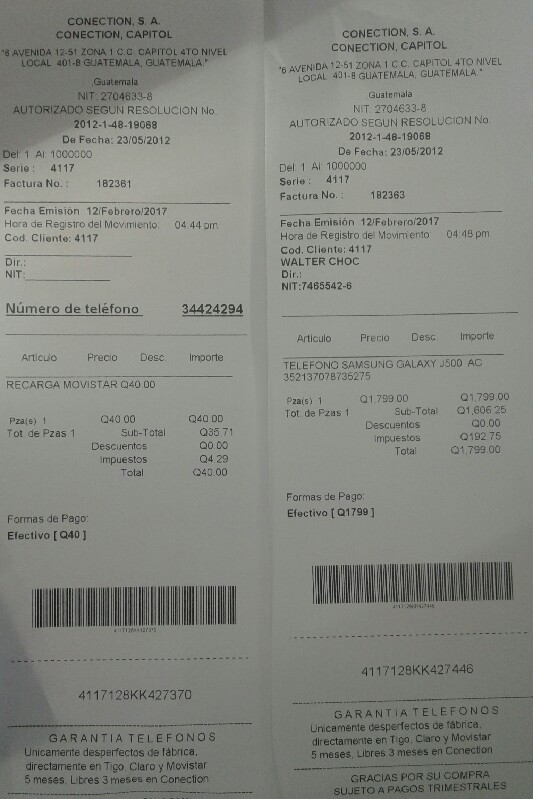 CONECTION, S. A.
CONECTION, CAPITOL
"6 AVENIDA 12-51 ZONA 1 C.C. CAPITOL 4TO NIVEL
LOCAL 401-8 GUATEMALA, GUATEMALA."
,Guatemala
NIT: 2704633-8
AUTORIZADO SEGUN RESOLUCION No.
2012-1-48-19068
De Fecha: 23/05/2012
Del: 1 Al: 1000000
Serie : 4117
Factura No. : 182361
Fecha Emisión 12/Febrero/2017
Hora de Registro del Movimiento: 04:44 pm
Cod. Cliente: 4117
Dir.:
NIT:
Número de teléfono 34424294
Articulo Precio Desc. Importe
RECARGA MOVISTAR Q40.00
Pza(s) 1 Q40.00 Q40.00
Tot. de Pzas 1 Sub-Total Q35.71
Descuentos Q0.00
Impuestos Q4.29
Total Q40.00
Formas de Pago:
Efectivo [ Q40 ]
4117128KK427370
GARANTIA TELEFONOS
Unicamente desperfectos de fábrica,
directamente en Tigo, Claro y Movistar
5 meses, Libres 3 meses en Conection
CONECTION, S. A.
CONECTION, CAPITOL
"6 AVENIDA 12-51 ZONA 1 C.C. CAPITOL 4TO NIVEL
LOCAL 401-8 GUATEMALA, GUATEMALA."
Guatemala
NIT: 2704633-8
AUTORIZADO SEGUN RESOLUCION No.
2012-1-48-19068
De Fecha: 23/05/2012
Del: 1 Al: 1000000
Serie : 4117
Factura No. : 182363
Fecha Emisión 12/Febrero/2017
Hora de Registro del Movimiento: 04:48 pm
Cod. Cliente: 4117
WALTER CHOC
Dir.:
NIT:7465542-6
Articulo Precio Desc. Importe
TELEFONO SAMSUNG GALAXY J500 AC
352137078735275
Pza(s) 1 Q1,799.00 Q1,799.00
Tot. de Pzas 1 Sub-Total Q1,606.25
Descuentos Q0.00
Impuestos Q192.75
Total Q1,799.00
Formas de Pago:
Efectivo [ Q1799 ]
4117128KK427446
4117128KK427446
GARANTIA TELEFONOS
Unicamente desperfectos de fábrica,
directamente en Tigo, Claro y Movistar
5 meses, Libres 3 meses en Conection
GRACIAS POR SU COMPRA
SUJETO A PAGOS TRIMESTRALES